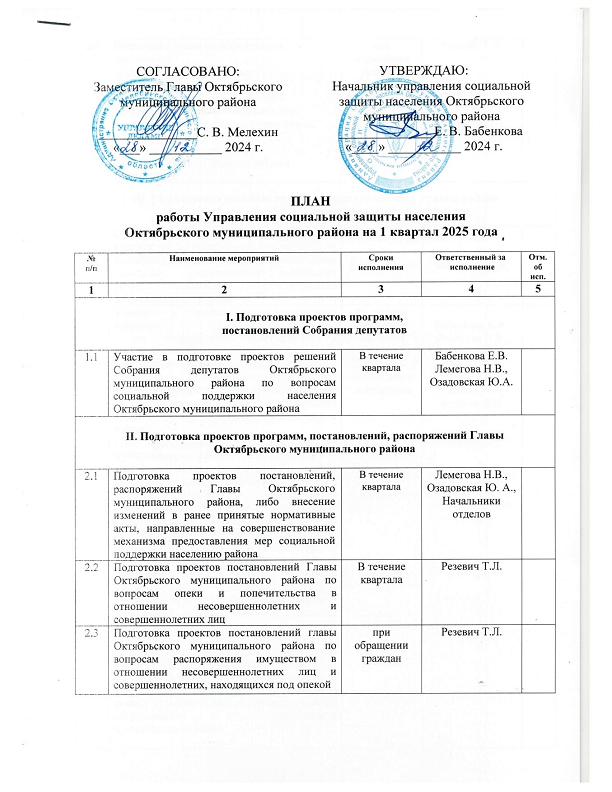 СОГЛАСОВАНО:
Заместитель Главы Октябрьского
муниципального района
С. В. Мелехин
«28» 12 2024 г.
УТВЕРЖДАЮ:
Начальник управления социальной
защиты населения Октябрьского
муниципального района
Е. В. Бабенкова
«28» 12 2024 г.
ПЛАН
работы Управления социальной защиты населения
Октябрьского муниципального района на 1 квартал 2025 года
№
п/п
Наименование мероприятий
Сроки
исполнения
Ответственный за
исполнение
Отм.
об
исп.
1 2 3 4 5
I. Подготовка проектов программ,
постановлений Собрания депутатов
1.1
Участие в подготовке проектов решений
Собрания депутатов Октябрьского
муниципального района по вопросам
социальной поддержки населения
Октябрьского муниципального района
В течение
квартала
Бабенкова Е.В.
Лемегова Н.В.,
Озадовская Ю.А.
II. Подготовка проектов программ, постановлений, распоряжений Главы
Октябрьского муниципального района
2.1
Подготовка проектов постановлений,
распоряжений Главы Октябрьского
муниципального района, либо внесение
изменений в ранее принятые нормативные
акты, направленные на совершенствование
механизма предоставления мер социальной
поддержки населению района
В течение
квартала
Лемегова Н.В.,
Озадовская Ю. А.,
Начальники
отделов
2.2
Подготовка проектов постановлений Главы
Октябрьского муниципального района по
вопросам опеки и попечительства в
отношении несовершеннолетних и
совершеннолетних лиц
В течение
квартала
Резевич Т.Л.
2.3
Подготовка проектов постановлений главы
Октябрьского муниципального района по
вопросам распоряжения имуществом в
отношении несовершеннолетних лиц и
совершеннолетних, находящихся под опекой
при
обращении
граждан
Резевич Т.Л.